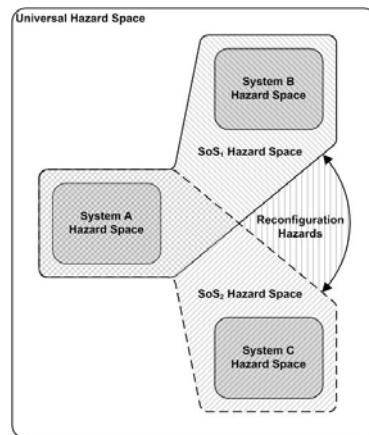 Universal Hazard Space
System B
Hazard Space
SoS₁ Hazard Space
System A
Hazard Space
Reconfiguration
Hazards
SoS₂ Hazard Space
System C
Hazard Space